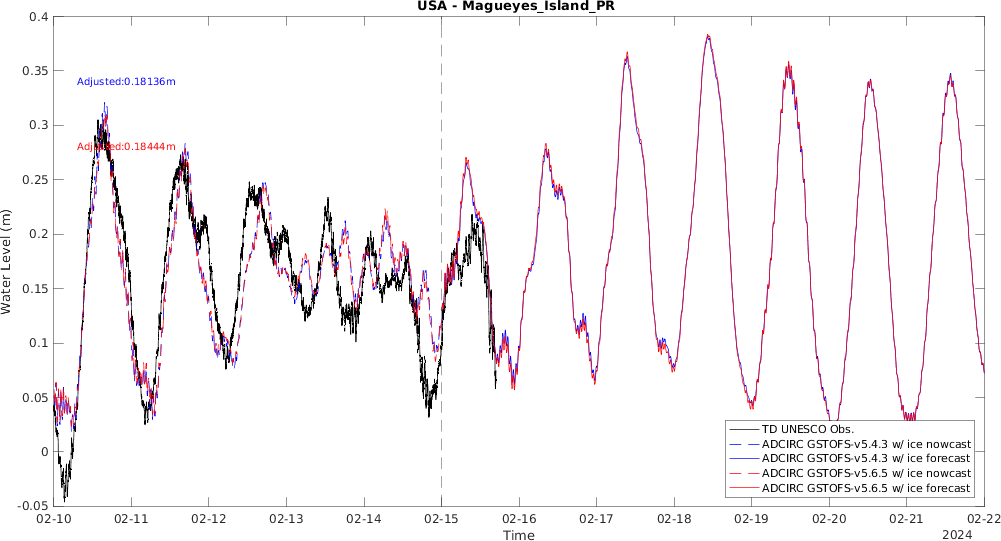 USA - Magueyes_Island_PR
0.4
0.35
0.3
0.25
0.2
0.15
0.1
0.05
0
-0.05
Water Level (m)
Adjusted:0.18136m
Adjusted:0.18444m
TD UNESCO Obs.
ADCIRC GSTOFS-v5.4.3 w/ ice nowcast
ADCIRC GSTOFS-v5.4.3 w/ ice forecast
ADCIRC GSTOFS-v5.6.5 w/ ice nowcast
ADCIRC GSTOFS-v5.6.5 w/ ice forecast
02-10 02-11 02-12 02-13 02-14 02-15 02-16 02-17 02-18 02-19 02-20 02-21 02-22
Time
2024